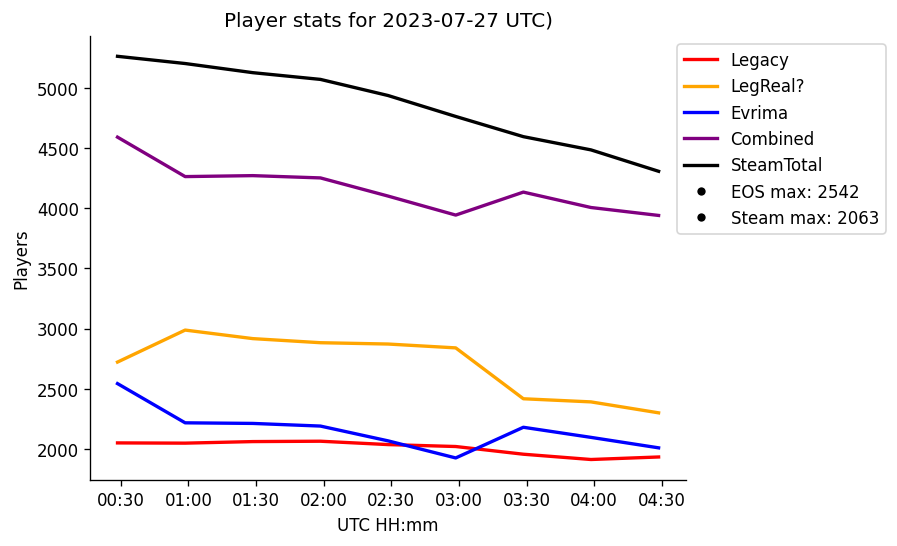 Player stats for 2023-07-27 UTC)
Legacy
LegReal?
Evrima
Combined
SteamTotal
EOS max: 2542
Steam max: 2063
Players
5000
4500
4000
3500
3000
2500
2000
00:30 01:00 01:30 02:00 02:30 03:00 03:30 04:00 04:30
UTC HH:mm